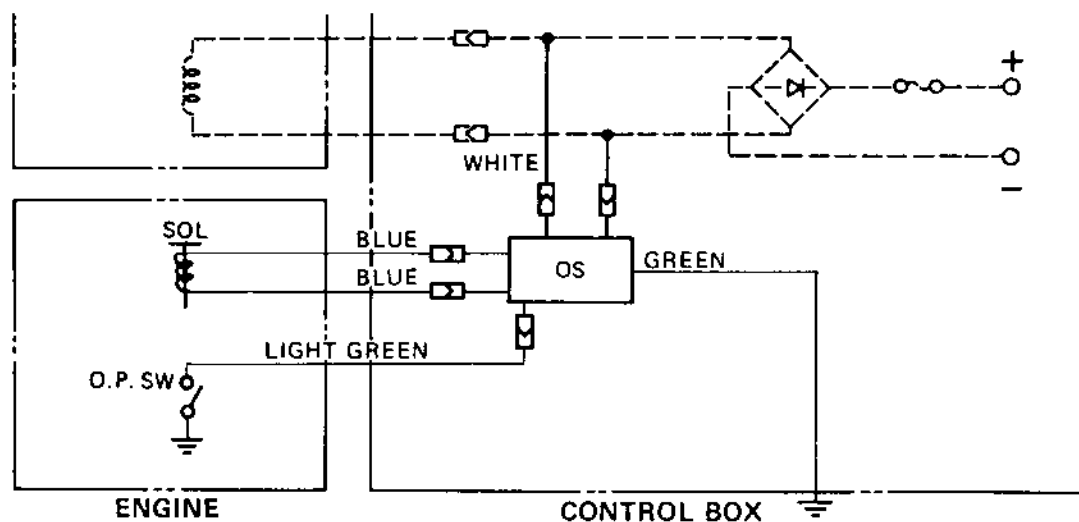 +
WHITE
−
SOL
BLUE
OS
GREEN
BLUE
LIGHT GREEN
O.P. SW
ENGINE
CONTROL BOX